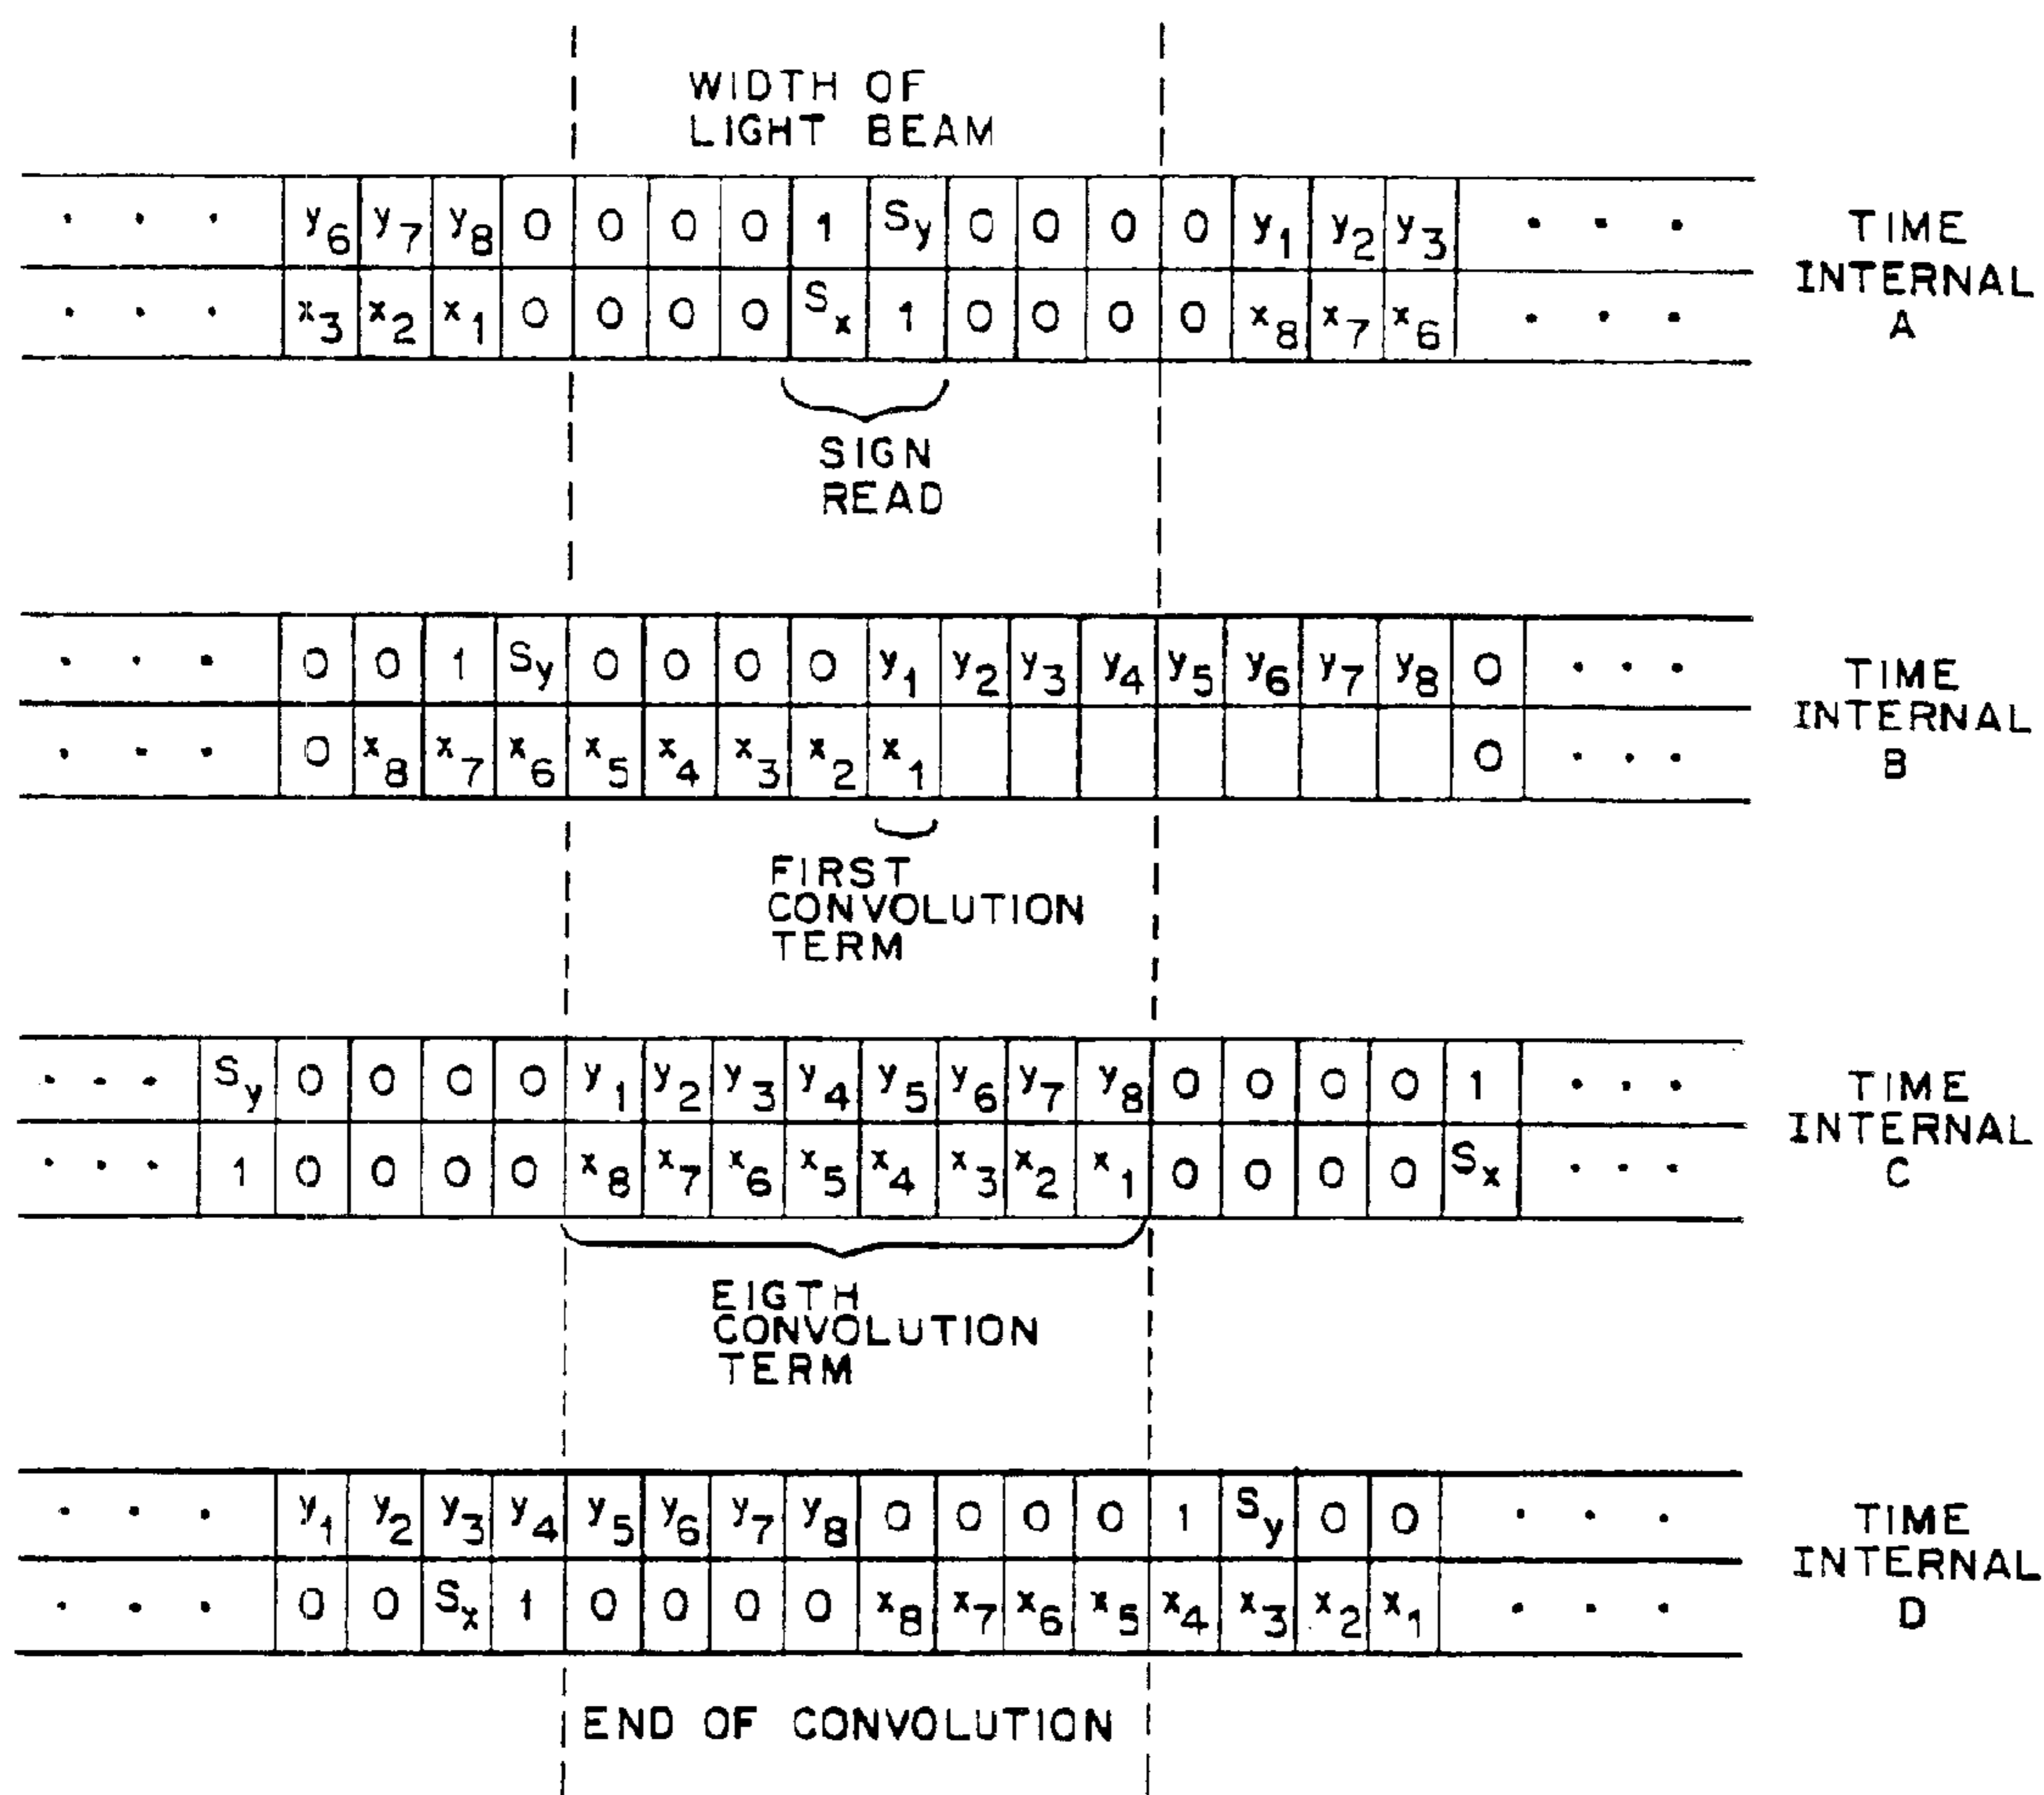 WIDTH OF
LIGHT BEAM
. . . y6 y7 y8 0 0 0 0 1 Sy 0 0 0 0 y1 y2 y3 . . .
. . . x3 x2 x1 0 0 0 0 Sx 1 0 0 0 0 x8 x7 x6 . . .
TIME
INTERNAL
A
SIGN
READ
. . . 0 0 1 Sy 0 0 0 0 y1 y2 y3 y4 y5 y6 y7 y8 0 . . .
. . . 0 x8 x7 x6 x5 x4 x3 x2 x1 0 . . .
TIME
INTERNAL
B
FIRST
CONVOLUTION
TERM
. . . Sy 0 0 0 0 y1 y2 y3 y4 y5 y6 y7 y8 0 0 0 0 1 . . .
. . . 1 0 0 0 0 x8 x7 x6 x5 x4 x3 x2 x1 0 0 0 0 Sx . . .
TIME
INTERNAL
C
EIGTH
CONVOLUTION
TERM
. . . y1 y2 y3 y4 y5 y6 y7 y8 0 0 0 0 1 Sy 0 0 . . .
. . . 0 0 Sx 1 0 0 0 0 x8 x7 x6 x5 x4 x3 x2 x1 . . .
TIME
INTERNAL
D
END OF CONVOLUTION